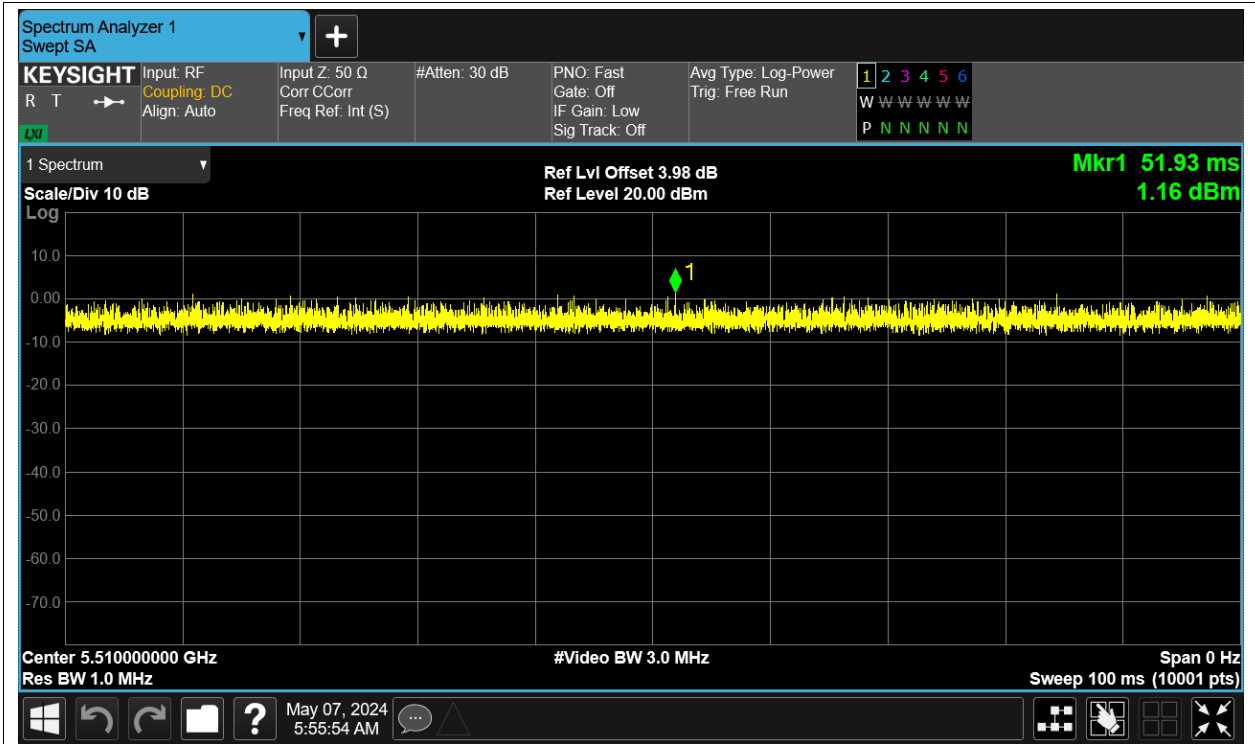 Spectrum Analyzer 1
Swept SA
+
KEYSIGHT
R T
LXI
Input: RF
Coupling: DC
Align: Auto
Input Z: 50 Ω
Corr CCorr
Freq Ref: Int (S)
#Atten: 30 dB
PNO: Fast
Gate: Off
IF Gain: Low
Sig Track: Off
Avg Type: Log-Power
Trig: Free Run
1 2 3 4 5 6
W W W W W W
P N N N N N
1 Spectrum
Scale/Div 10 dB
Log
Ref Lvl Offset 3.98 dB
Ref Level 20.00 dBm
Mkr1 51.93 ms
1.16 dBm
10.0
1
0.00
-10.0
-20.0
-30.0
-40.0
-50.0
-60.0
-70.0
Center 5.510000000 GHz
Res BW 1.0 MHz
#Video BW 3.0 MHz
Span 0 Hz
Sweep 100 ms (10001 pts)
?
May 07, 2024
5:55:54 AM